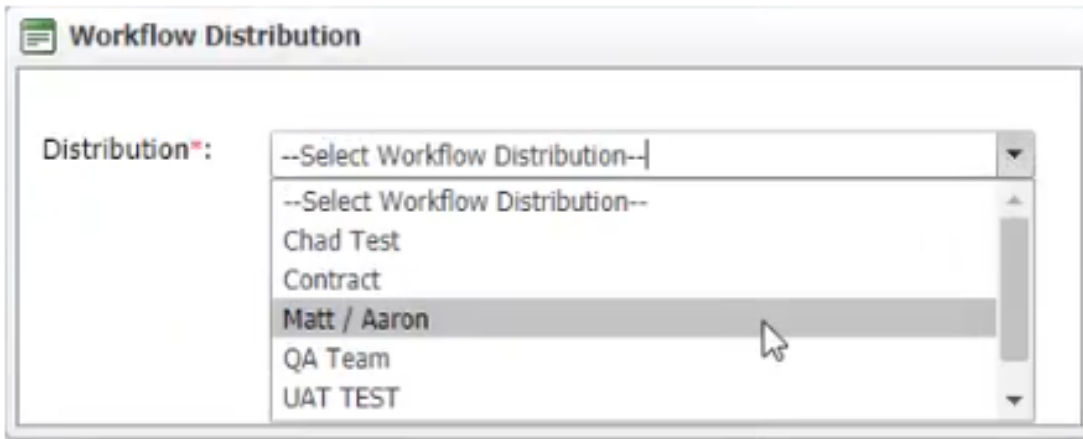 Workflow Distribution
Distribution*:
--Select Workflow Distribution--
--Select Workflow Distribution--
Chad Test
Contract
Matt / Aaron
QA Team
UAT TEST